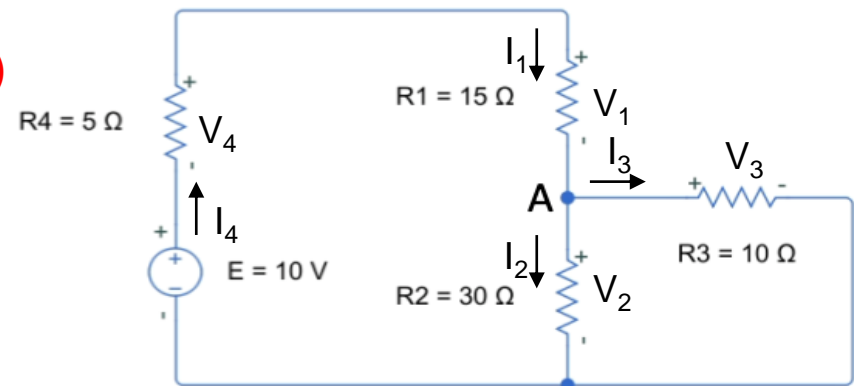 I1
+
R1 = 15 Ω
V1
-
R4 = 5 Ω
+
V4
-
I3
V3
A
+
-
R3 = 10 Ω
I4
+
+
-
-
E = 10 V
I2
+
R2 = 30 Ω
V2
-